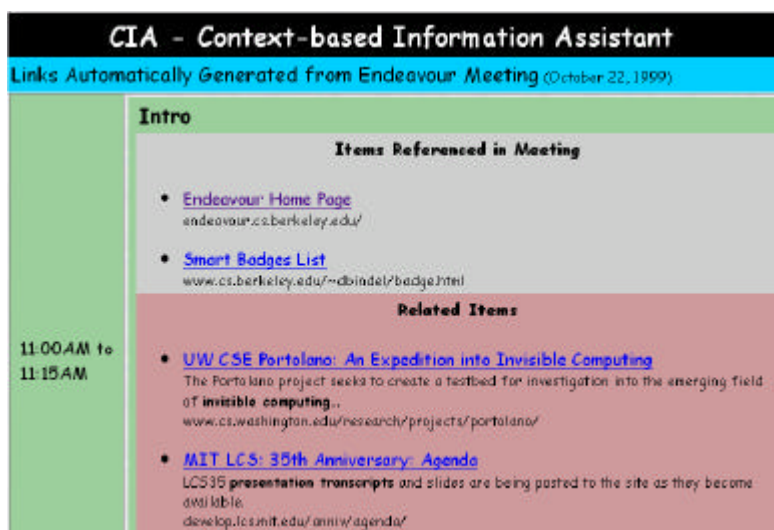 CIA - Context-based Information Assistant
Links Automatically Generated from Endeavour Meeting (October 22, 1999)
Intro
Items Referenced in Meeting
Endeavour Home Page
endeavour.cs.berkeley.edu/
Smart Badges List
www.cs.berkeley.edu/~dbindel/badge.html
Related Items
11:00AM to
11:15AM
UW CSE Portolano: An Expedition into Invisible Computing
The Portolano project seeks to create a testbed for investigation into the emerging field
of invisible computing..
www.cs.washington.edu/research/projects/portolano/
MIT LCS: 35th Anniversary: Agenda
LCS35 presentation transcripts and slides are being posted to the site as they become
available.
develop.lcs.mit.edu/anniv/agenda/